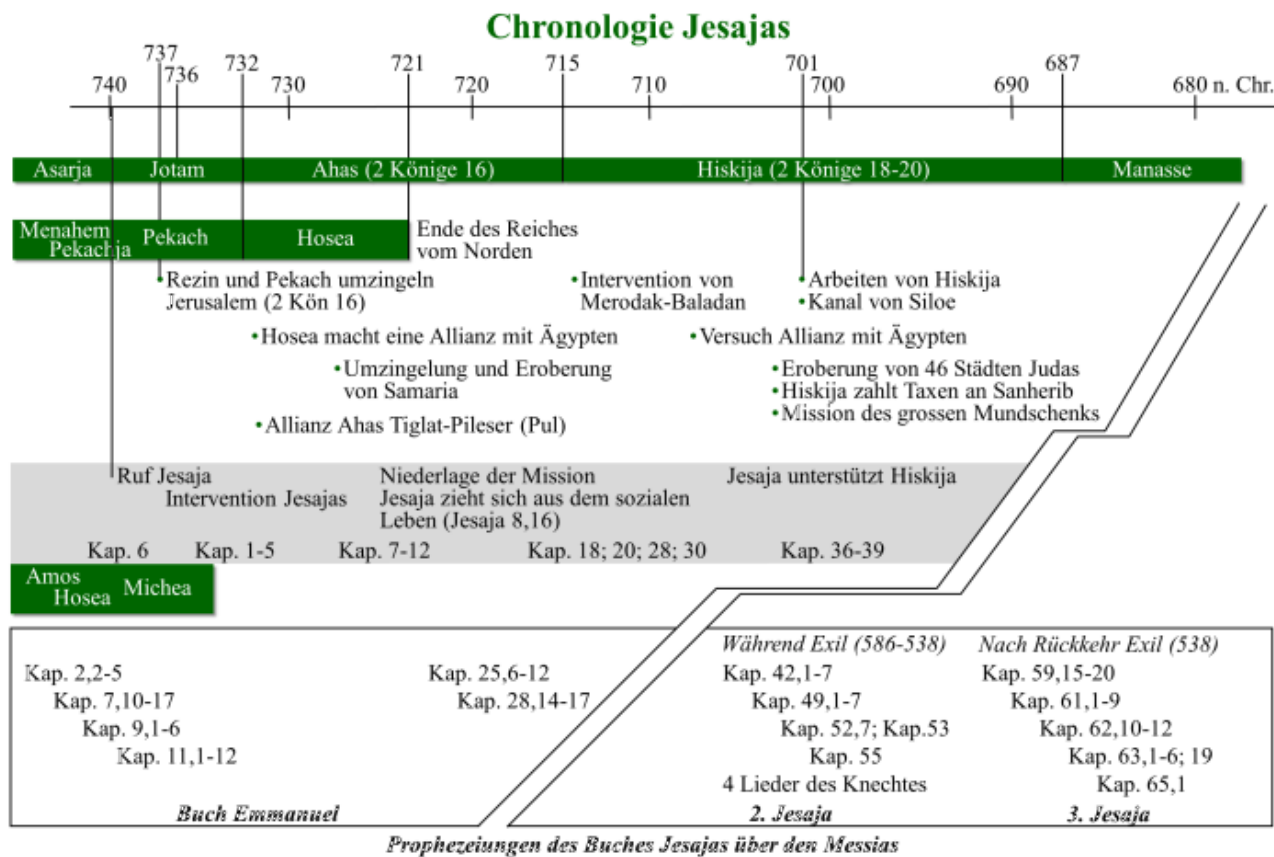 Chronologie Jesajas
737 732 721 715 701 687
740 736 730 720 710 700 690 680 n. Chr.
Asarja Jotam Ahas (2 Könige 16) Hiskija (2 Könige 18-20) Manasse
Menahem
Pekachja Pekach Hosea
Ende des Reiches
vom Norden
•Rezin und Pekach umzingeln
Jerusalem (2 Kön 16)
•Intervention von
Merodak-Baladan
•Arbeiten von Hiskija
•Kanal von Siloe
•Hosea macht eine Allianz mit Ägypten
•Versuch Allianz mit Ägypten
•Umzingelung und Eroberung
von Samaria
•Eroberung von 46 Städten Judas
•Hiskija zahlt Taxen an Sanherib
•Mission des grossen Mundschenks
•Allianz Ahas Tiglat-Pileser (Pul)
Ruf Jesaja
Intervention Jesajas
Niederlage der Mission
Jesaja zieht sich aus dem sozialen
Leben (Jesaja 8,16)
Jesaja unterstützt Hiskija
Kap. 6 Kap. 1-5 Kap. 7-12 Kap. 18; 20; 28; 30 Kap. 36-39
Amos
Hosea Michea
Kap. 2,2-5
Kap. 7,10-17
Kap. 9,1-6
Kap. 11,1-12
Kap. 25,6-12
Kap. 28,14-17
Buch Emmanuel
Während Exil (586-538)
Kap. 42,1-7
Kap. 49,1-7
Kap. 52,7; Kap.53
Kap. 55
4 Lieder des Knechtes
2. Jesaja
Nach Rückkehr Exil (538)
Kap. 59,15-20
Kap. 61,1-9
Kap. 62,10-12
Kap. 63,1-6; 19
Kap. 65,1
3. Jesaja
Prophezeiungen des Buches Jesajas über den Messias